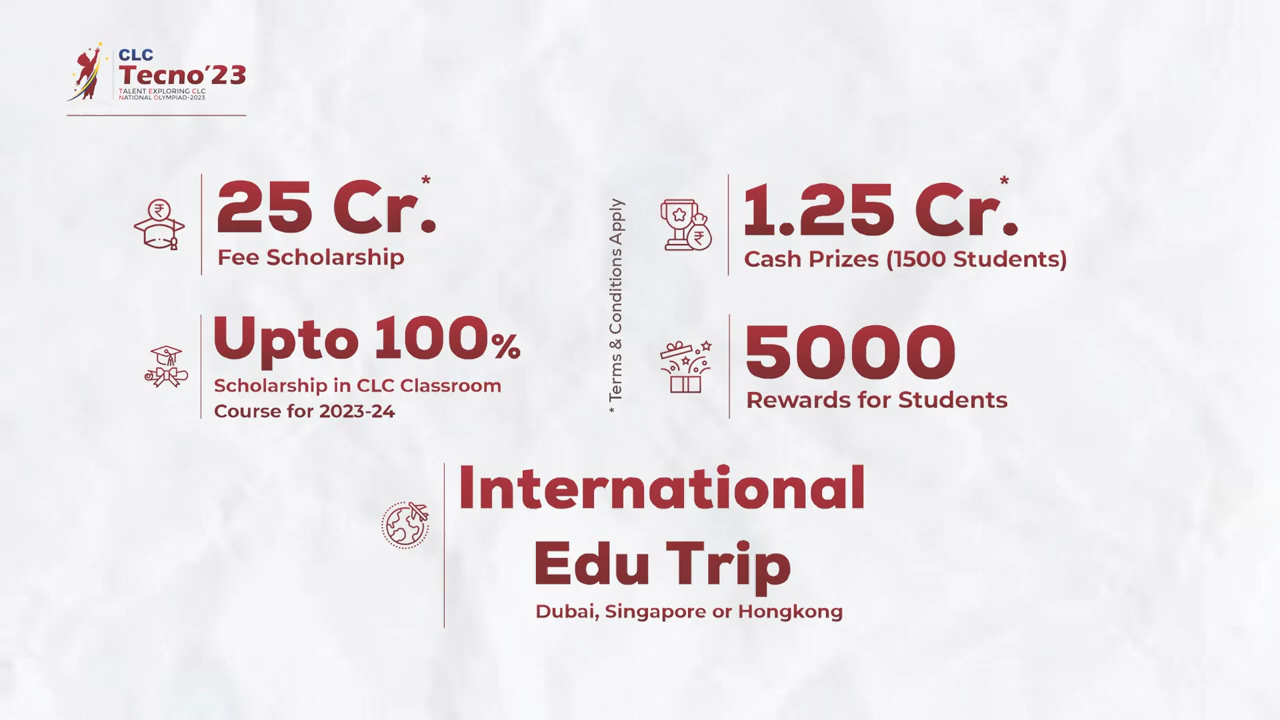 CLC
Tecno'23
TALENT EXPLORING CLC
NATIONAL OLYMPIAD-2023
25 Cr.*
Fee Scholarship
Upto 100%
Scholarship in CLC Classroom
Course for 2023-24
* Terms & Conditions Apply
1.25 Cr.*
Cash Prizes (1500 Students)
5000
Rewards for Students
International
Edu Trip
Dubai, Singapore or Hongkong